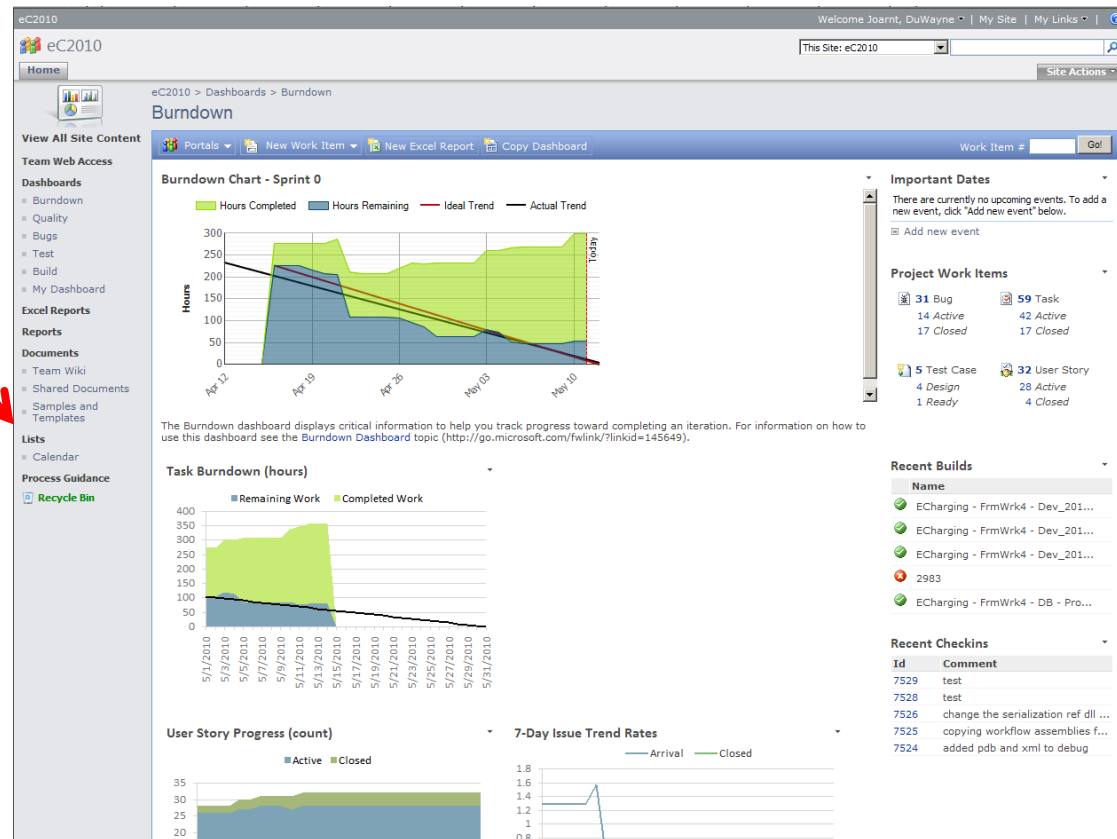 eC2010
Welcome Joarnt, DuWayne | My Site | My Links |
eC2010
This Site: eC2010
Home
Site Actions
eC2010 > Dashboards > Burndown
Burndown
View All Site Content
Team Web Access
Dashboards
Burndown
Quality
Bugs
Test
Build
My Dashboard
Excel Reports
Reports
Documents
Team Wiki
Shared Documents
Samples and
Templates
Lists
Calendar
Process Guidance
Recycle Bin
Portals
New Work Item
New Excel Report
Copy Dashboard
Work Item #
Go!
Burndown Chart - Sprint 0
Hours Completed
Hours Remaining
Ideal Trend
Actual Trend
Hours
300
250
200
150
100
50
0
Today
Apr 12
Apr 19
Apr 26
May 03
May 10
The Burndown dashboard displays critical information to help you track progress toward completing an iteration. For information on how to
use this dashboard see the Burndown Dashboard topic (http://go.microsoft.com/fwlink/?linkid=145649).
Task Burndown (hours)
Remaining Work
Completed Work
400
350
300
250
200
150
100
50
0
5/1/2010
5/3/2010
5/5/2010
5/7/2010
5/9/2010
5/11/2010
5/13/2010
5/15/2010
5/17/2010
5/19/2010
5/21/2010
5/23/2010
5/25/2010
5/27/2010
5/29/2010
5/31/2010
User Story Progress (count)
Active
Closed
35
30
25
20
7-Day Issue Trend Rates
Arrival
Closed
1.8
1.6
1.4
1.2
1
0.8
Important Dates
There are currently no upcoming events. To add a
new event, click "Add new event" below.
Add new event
Project Work Items
31 Bug
14 Active
17 Closed
59 Task
42 Active
17 Closed
5 Test Case
4 Design
1 Ready
32 User Story
28 Active
4 Closed
Recent Builds
Name
ECharging - FrmWrk4 - Dev_201...
ECharging - FrmWrk4 - Dev_201...
ECharging - FrmWrk4 - Dev_201...
2983
ECharging - FrmWrk4 - DB - Pro...
Recent Checkins
Id Comment
7529 test
7528 test
7526 change the serialization ref dll ...
7525 copying workflow assemblies f...
7524 added pdb and xml to debug